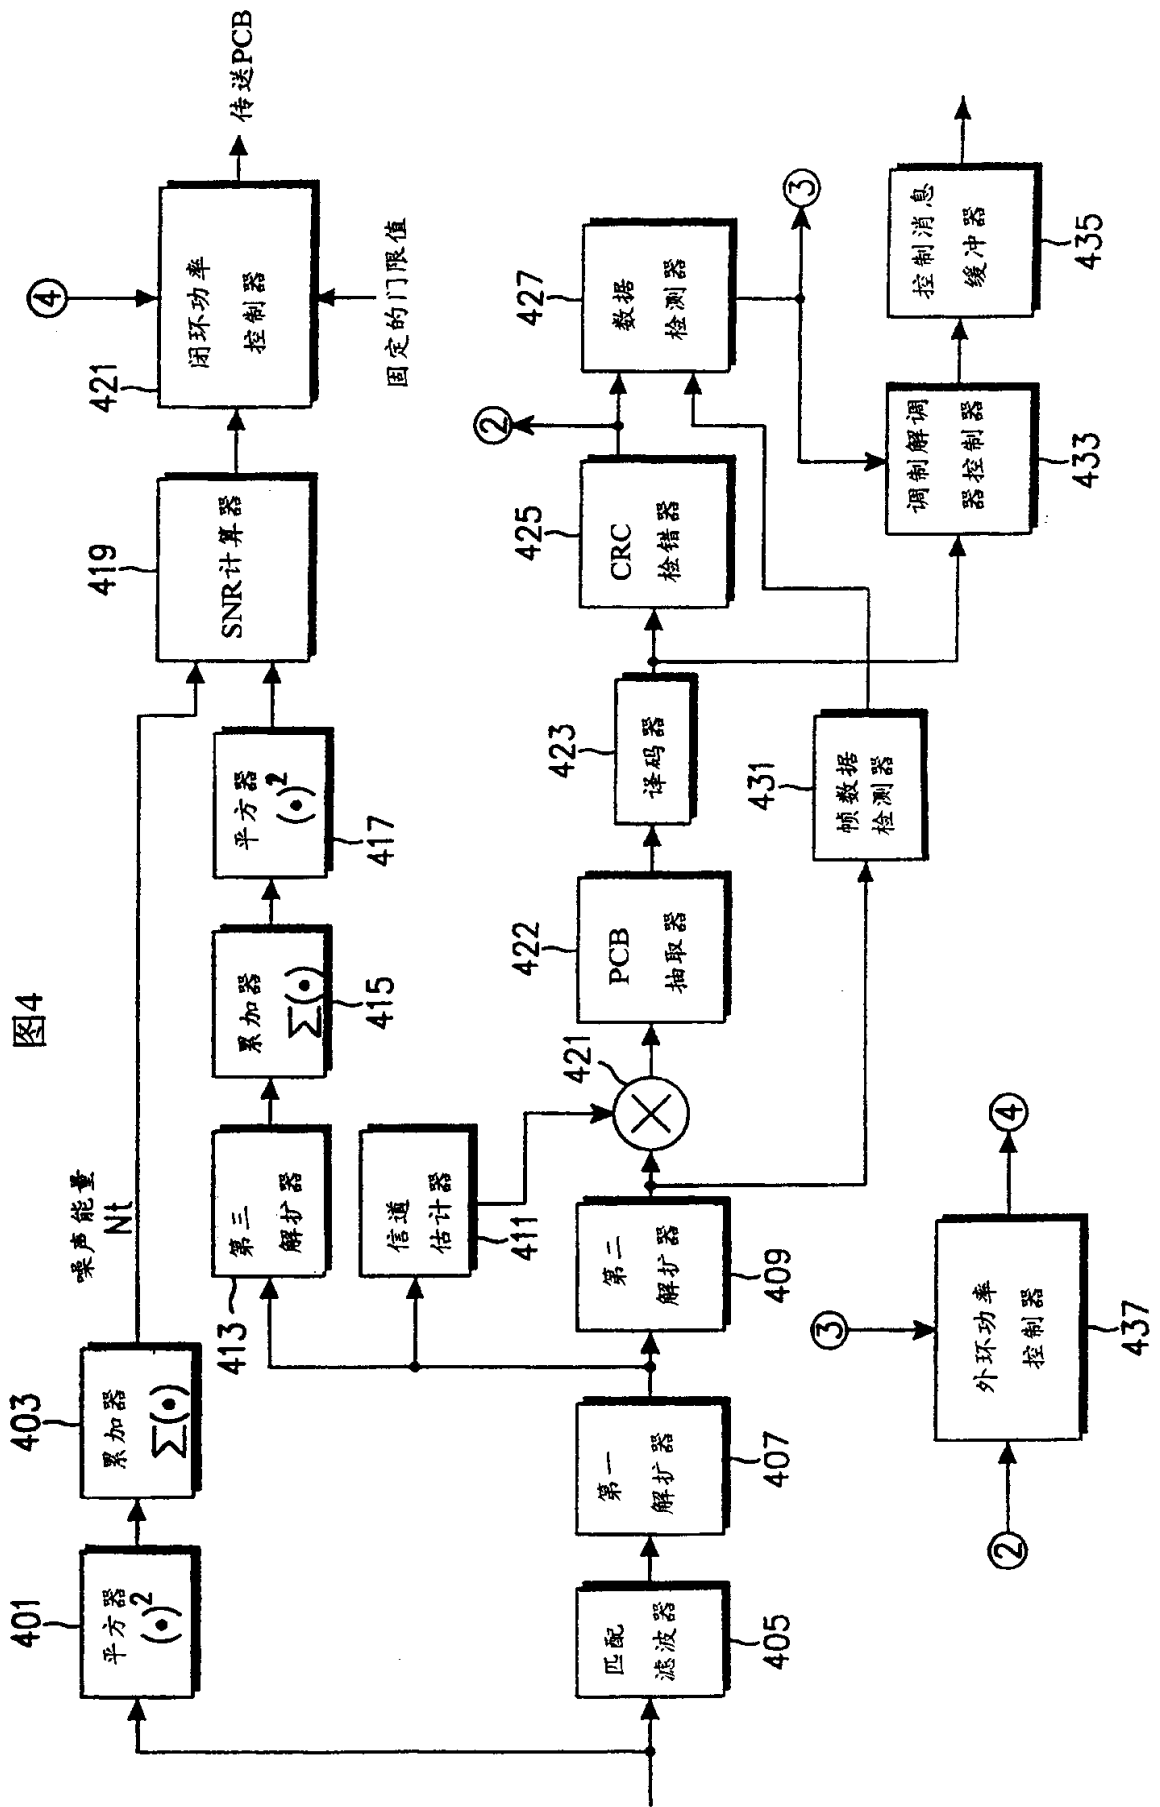 图4
401
平方器
(•)²
403
累加器
Σ(•)
噪声能量
Nt
413
第三
解扩器
415
累加器
Σ(•)
417
平方器
(•)²
419
SNR计算器
421
闭环功率
控制器
④
固定的门限值
传送PCB
411
信道
估计器
405
匹配
滤波器
407
第一
解扩器
409
第二
解扩器
421
422
PCB
抽取器
423
译码器
425
CRC
检错器
②
427
数据
检测器
③
431
帧数据
检测器
433
调制解调
器控制器
435
控制消息
缓冲器
②
③
437
外环功率
控制器
④